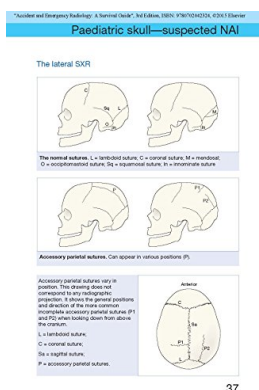 "Accident and Emergency Radiology: A Survival Guide", 3rd Edition, ISBN: 9780702042324, ©2015 Elsevier
Paediatric skull—suspected NAI
The lateral SXR
C
Sq
L
O
In
M
In
The normal sutures. L = lambdoid suture; C = coronal suture; M = mendosal;
O = occipitomastoid suture; Sq = squamosal suture; In = innominate suture
P
P1
P2
Accessory parietal sutures. Can appear in various positions (P).
Accessory parietal sutures vary in
position. This drawing does not
correspond to any radiographic
projection. It shows the general positions
and direction of the more common
incomplete accessory parietal sutures (P1
and P2) when looking down from above
the cranium.
L = lambdoid suture;
C = coronal suture;
Sa = sagittal suture;
P = accessory parietal sutures.
Anterior
C
Sa
P1
P2
L
37